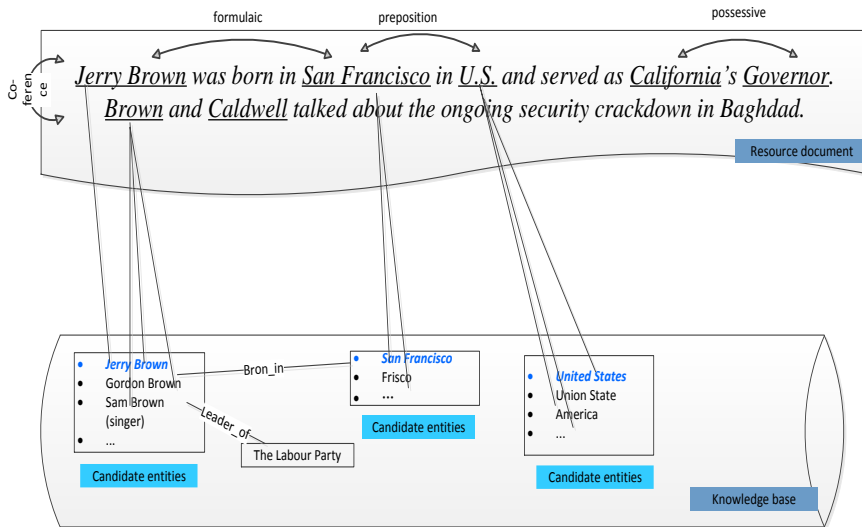 formulaic
preposition
possessive
Co-
feren
ce
Jerry Brown was born in San Francisco in U.S. and served as California's Governor.
Brown and Caldwell talked about the ongoing security crackdown in Baghdad.
Resource document
• Jerry Brown
• Gordon Brown
• Sam Brown
(singer)
• ...
Candidate entities
Bron_in
Leader_of
The Labour Party
• San Francisco
• Frisco
• ...
Candidate entities
• United States
• Union State
• America
• ...
Candidate entities
Knowledge base